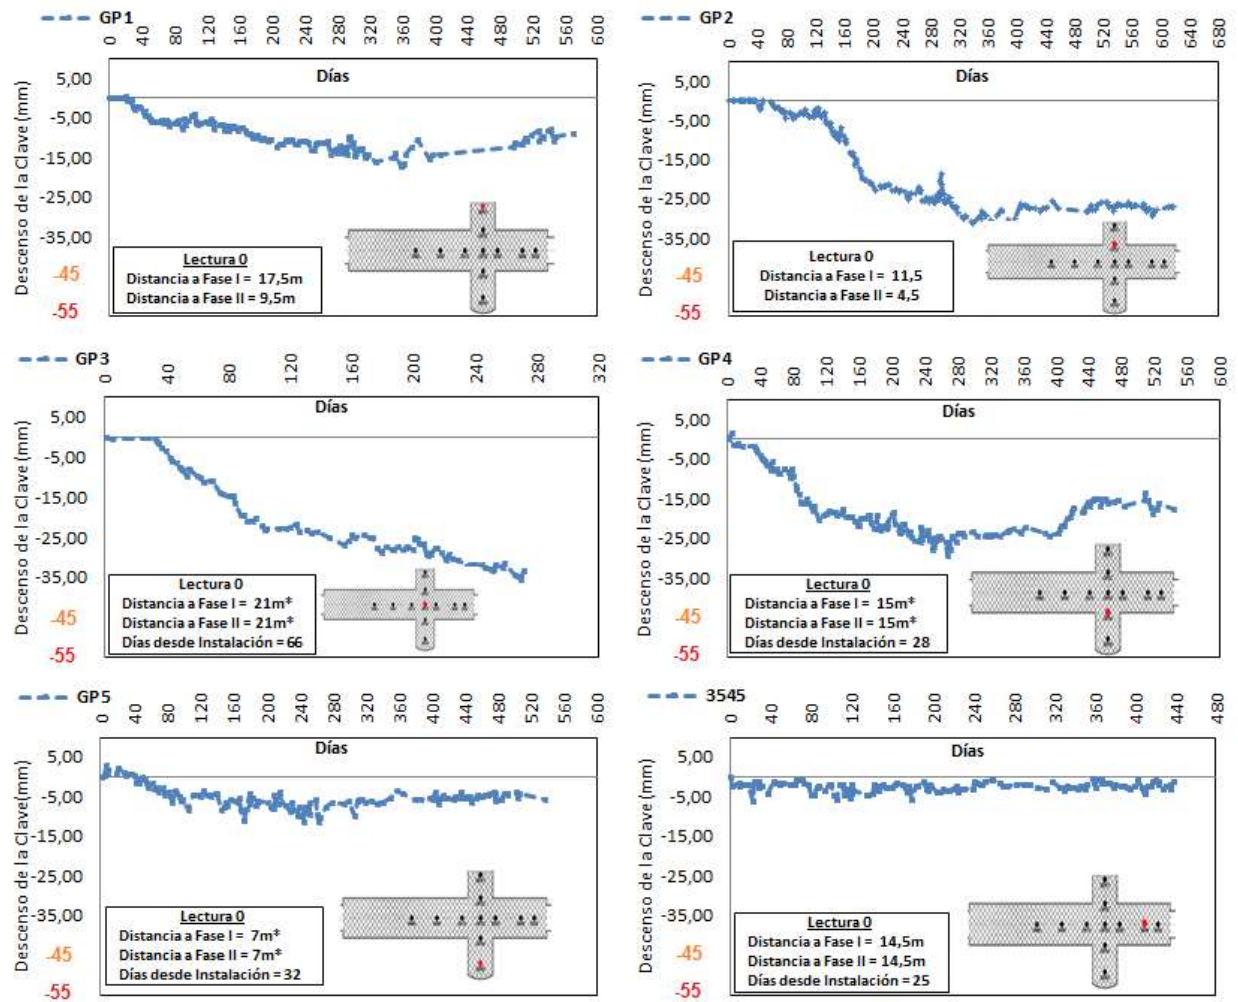 GP1
0 40 80 120 160 200 240 280 320 360 400 440 480 520 560 600
Días
Descenso de la Clave (mm)
5,00
-5,00
-15,00
-25,00
-35,00
-45
-55
Lectura 0
Distancia a Fase I = 17,5m
Distancia a Fase II = 9,5m
GP2
0 40 80 120 160 200 240 280 320 360 400 440 480 520 560 600 640 680
Días
Descenso de la Clave (mm)
5,00
-5,00
-15,00
-25,00
-35,00
-45
-55
Lectura 0
Distancia a Fase I = 11,5
Distancia a Fase II = 4,5
GP3
0 40 80 120 160 200 240 280 320
Días
Descenso de la Clave (mm)
5,00
-5,00
-15,00
-25,00
-35,00
-45
-55
Lectura 0
Distancia a Fase I = 21m*
Distancia a Fase II = 21m*
Días desde Instalación = 66
GP4
0 40 80 120 160 200 240 280 320 360 400 440 480 520 560 600
Días
Descenso de la Clave (mm)
5,00
-5,00
-15,00
-25,00
-35,00
-45
-55
Lectura 0
Distancia a Fase I = 15m*
Distancia a Fase II = 15m*
Días desde Instalación = 28
GP5
0 40 80 120 160 200 240 280 320 360 400 440 480 520 560 600
Días
Descenso de la Clave(mm)
5,00
-5,00
-15,00
-25,00
-35,00
-45
-55
Lectura 0
Distancia a Fase I = 7m*
Distancia a Fase II = 7m*
Días desde Instalación = 32
3545
0 40 80 120 160 200 240 280 320 360 400 440 480
Días
Descenso de la Clave (mm)
5,00
-5,00
-15,00
-25,00
-35,00
-45
-55
Lectura 0
Distancia a Fase I = 14,5m
Distancia a Fase II = 14,5m
Días desde Instalación = 25